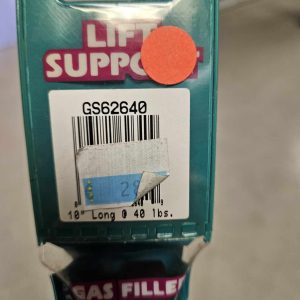 LIFT
SUPPORT
GS62640
10" Long @ 40 lbs.
GAS FILLED